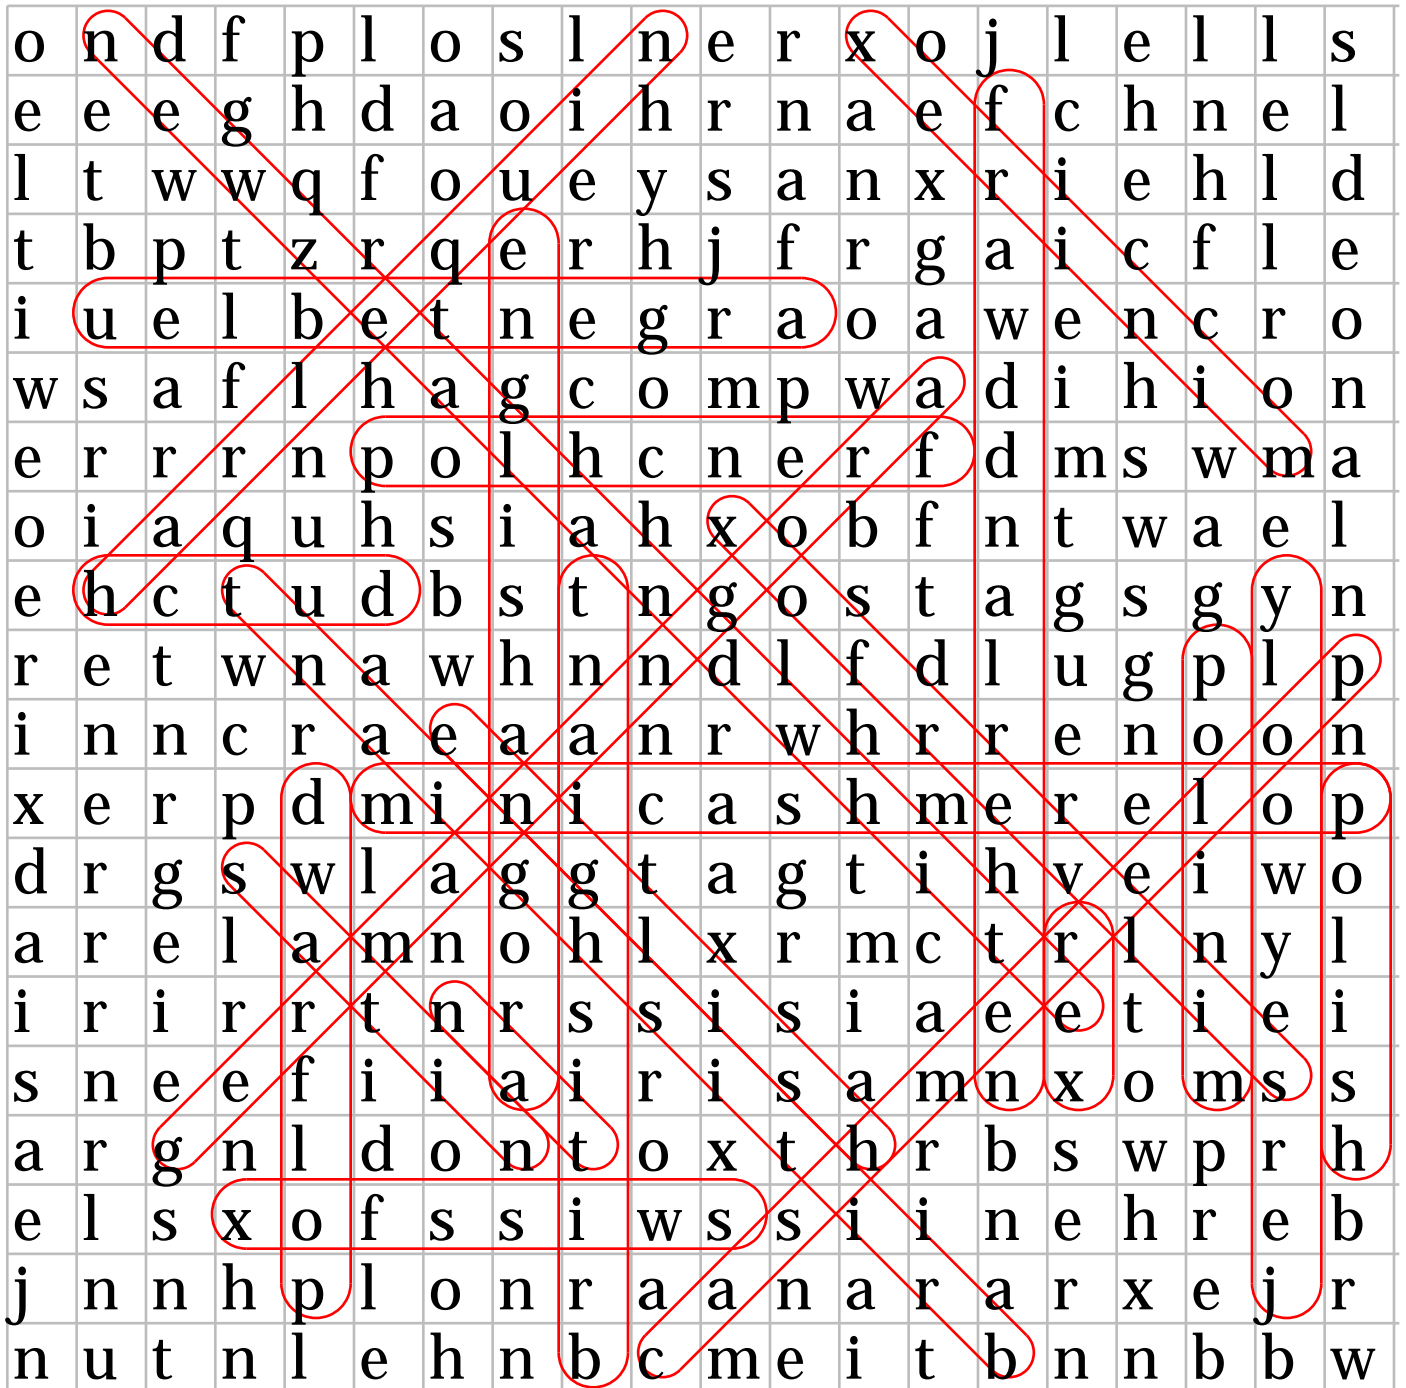 o n d f p l o s l n e r x o j l e l l s
e e e g h d a o i h r n a e f c h n e l
l t w w q f o u e y s a n x r i e h l d
t b p t z r q e r h j f r g a i c f l e
i u e l b e t n e g r a o a w e n c r o
w s a f l h a g c o m p w a d i h i o n
e r r r n p o l h c n e r f d m s w m a
o i a q u h s i a h x o b f n t w a e l
e h c t u d b s t n g o s t a g s g y n
r e t w n a w h n n d l f d l u g p l p
i n n c r a e a a n r w h r r e n o o n
x e r p d m i n i c a s h m e r e l o p
d r g s w l a g g t a g t i h v e i w o
a r e l a m n o h l x r m c t r l n y l
i r i r r t n r s s i s i a e e t i e i
s n e e f i i a i r i s a m n x o m s s
a r g n l d o n t o x t h r b s w p r h
e l s x o f s s i w s s i i n e h r e b
j n n h p l o n r a a n a r a r x e j r
n u t n l e h n b c m e i t b n n b b w